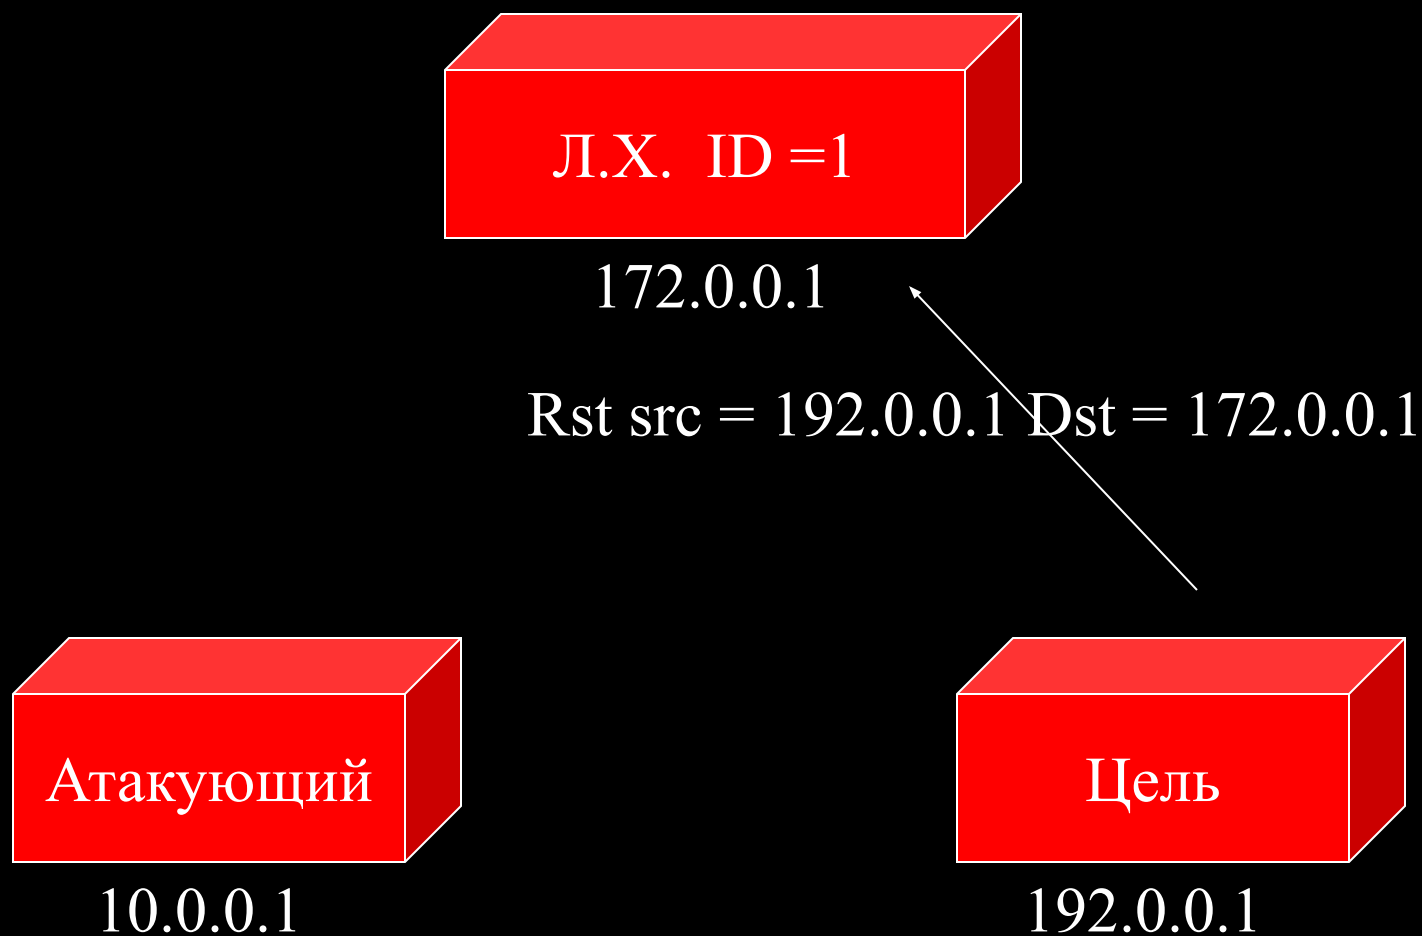 Л.Х. ID =1
172.0.0.1
Rst src = 192.0.0.1 Dst = 172.0.0.1
Атакующий
Цель
10.0.0.1
192.0.0.1